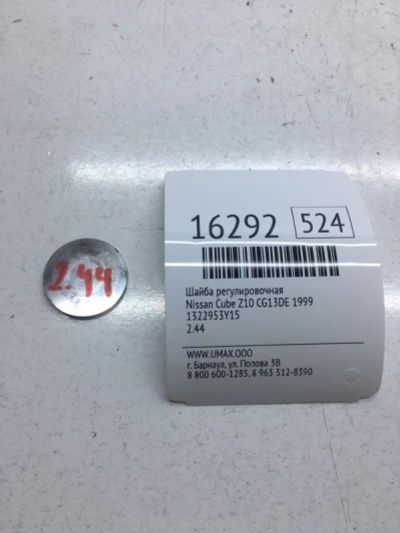 2.44
16292 524
Шайба регулировочная
Nissan Cube Z10 CG13DE 1999
1322953Y15
2.44
WWW.UMAX.OOO
г. Барнаул, ул. Попова 3В
8 800 600-1285, 8 963 512-8390